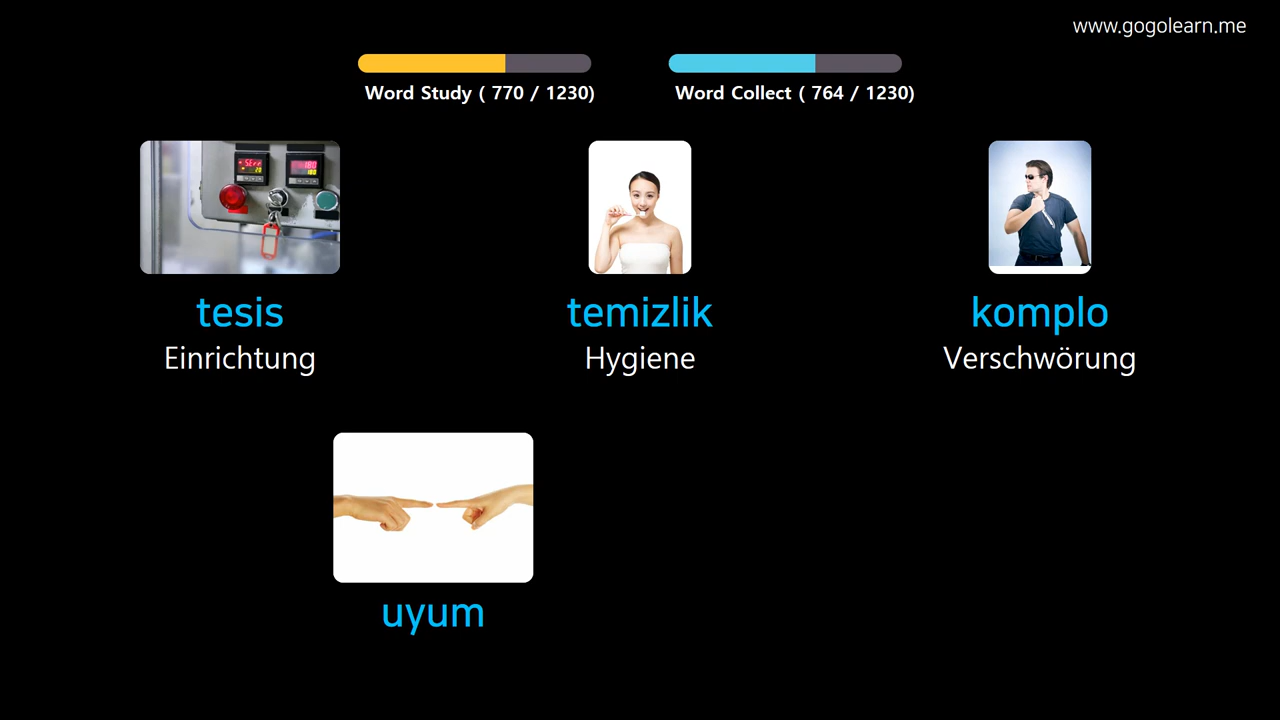 www.gogolearn.me
Word Study ( 770 / 1230)
Word Collect ( 764 / 1230)
tesis
temizlik
komplo
Einrichtung
Hygiene
Verschwörung
uyum